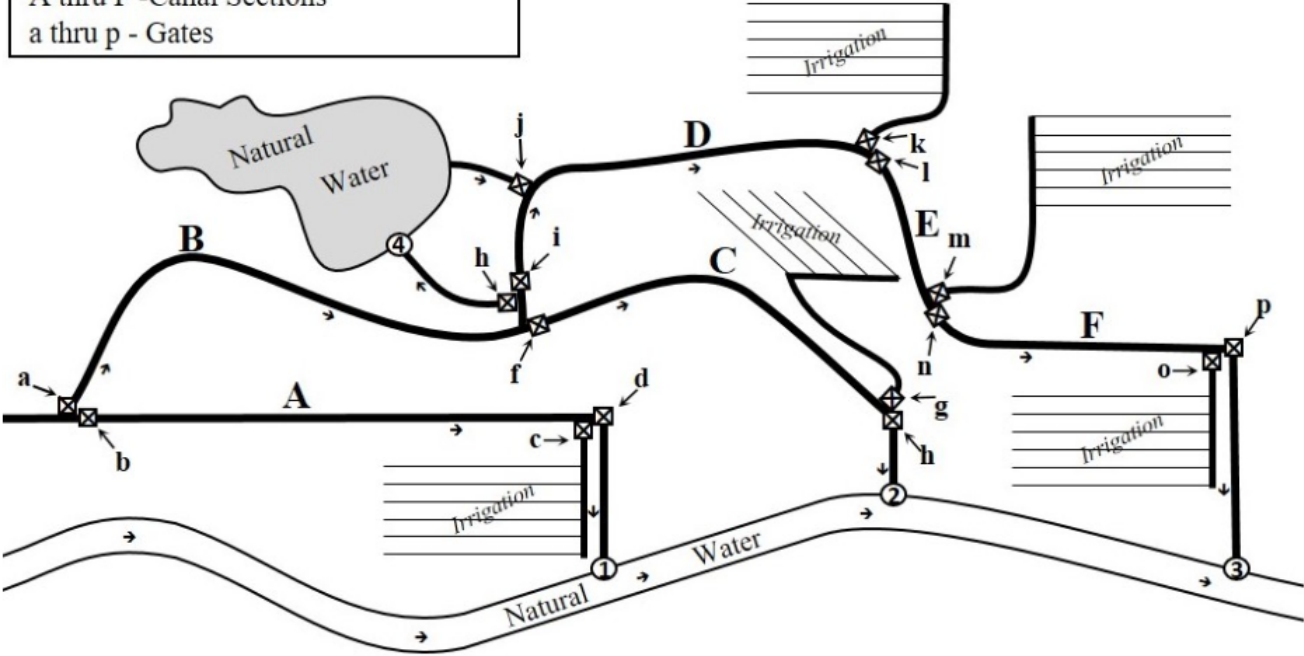 A thru F -Canal Sections
a thru p - Gates
Irrigation
j
D
k
Natural
Water
l
Irrigation
Irrigation
B
i
E
m
h
4
C
F
p
a
f
n
o
d
A
g
c
b
h
Irrigation
Irrigation
2
Water
1
3
Natural